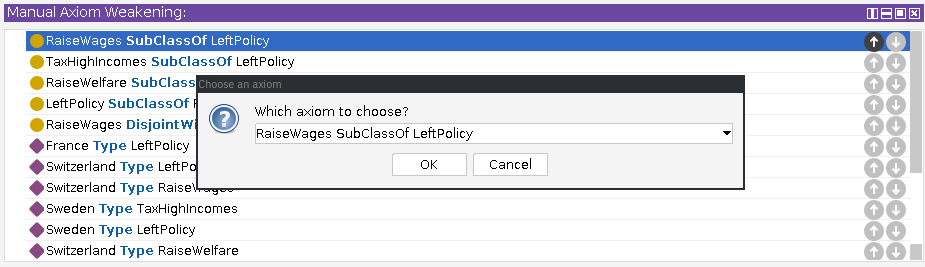 Manual Axiom Weakening:
RaiseWages SubClassOf LeftPolicy
TaxHighIncomes SubClassOf LeftPolicy
RaiseWelfare SubClass
LeftPolicy SubClassOf
RaiseWages
France Type LeftPolicy
Switzerland Type
Switzerland Type RaiseWages
Sweden Type TaxHighIncomes
Sweden Type LeftPolicy
Switzerland Type RaiseWelfare
Choose an axiom
Which axiom to choose?
RaiseWages SubClassOf LeftPolicy
OK Cancel